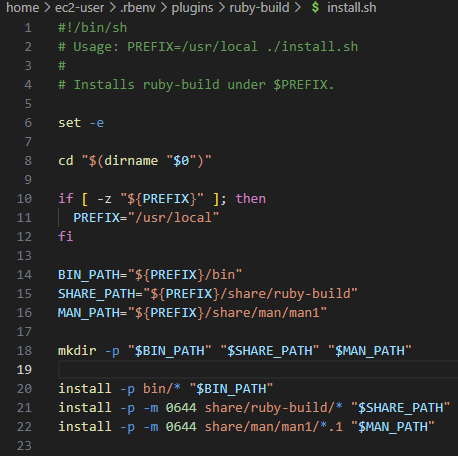 home > ec2-user > .rbenv > plugins > ruby-build > $ install.sh
1 #!/bin/sh
2 # Usage: PREFIX=/usr/local ./install.sh
3 #
4 # Installs ruby-build under $PREFIX.
5
6 set -e
7
8 cd "$(dirname "$0")"
9
10 if [ -z "${PREFIX}" ]; then
11   PREFIX="/usr/local"
12 fi
13
14 BIN_PATH="${PREFIX}/bin"
15 SHARE_PATH="${PREFIX}/share/ruby-build"
16 MAN_PATH="${PREFIX}/share/man/man1"
17
18 mkdir -p "$BIN_PATH" "$SHARE_PATH" "$MAN_PATH"
19
20 install -p bin/* "$BIN_PATH"
21 install -p -m 0644 share/ruby-build/* "$SHARE_PATH"
22 install -p -m 0644 share/man/man1/*.1 "$MAN_PATH"
23